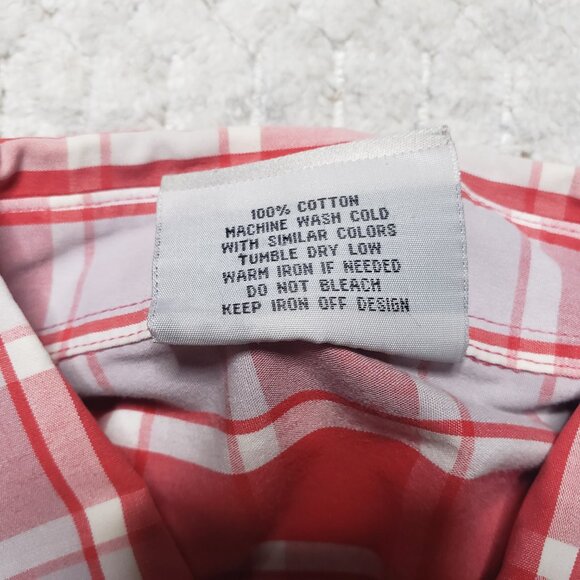 100% COTTON
MACHINE WASH COLD
WITH SIMILAR COLORS
TUMBLE DRY LOW
WARM IRON IF NEEDED
DO NOT BLEACH
KEEP IRON OFF DESIGN